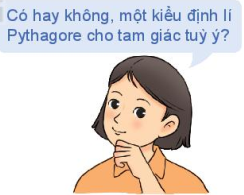 Có hay không, một kiểu định lí
Pythagore cho tam giác tuỳ ý?